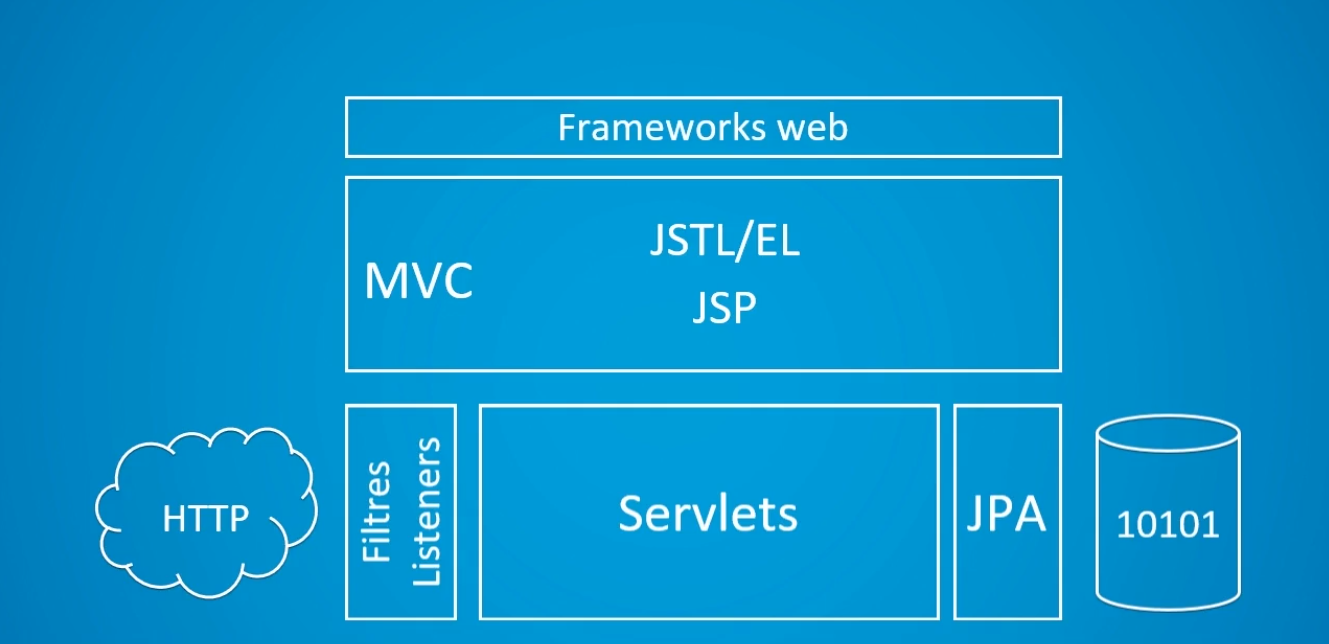 Frameworks web
MVC
JSTL/EL
JSP
HTTP
Filtres
Listeners
Servlets
JPA
10101